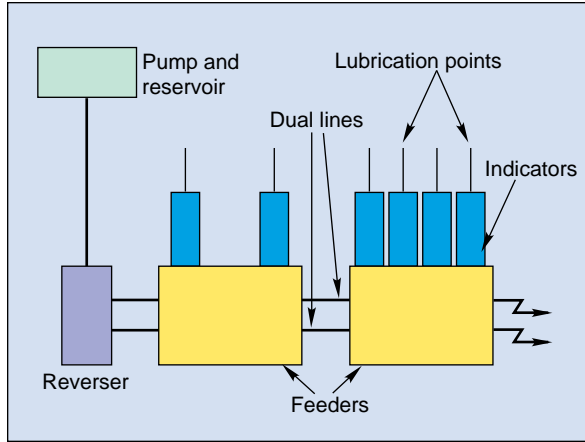 Pump and
reservoir
Lubrication points
Dual lines
Indicators
Reverser
Feeders